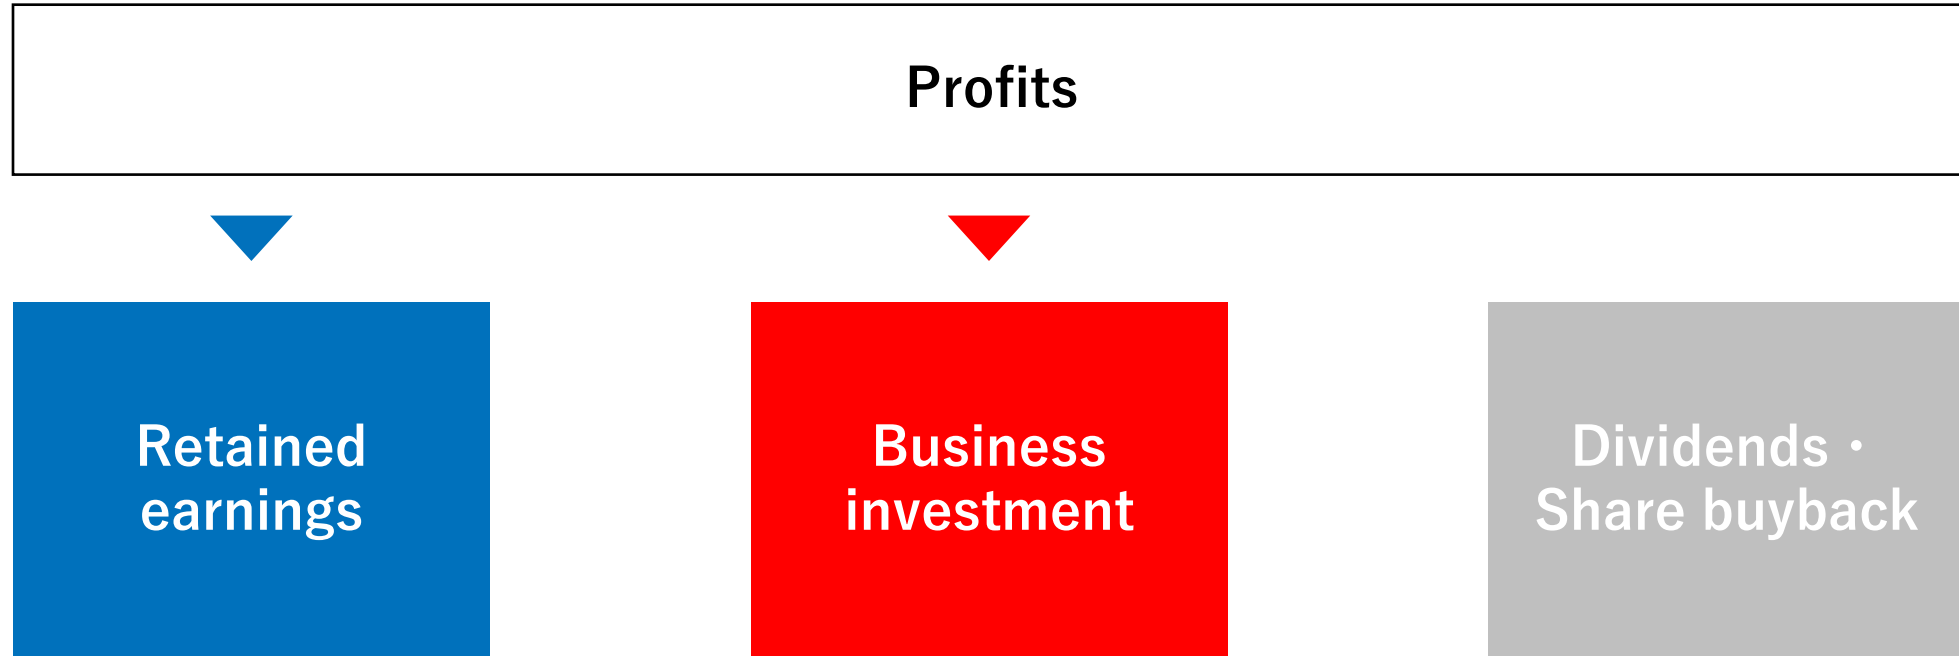 Profits
Retained
earnings
Business
investment
Dividends・
Share buyback